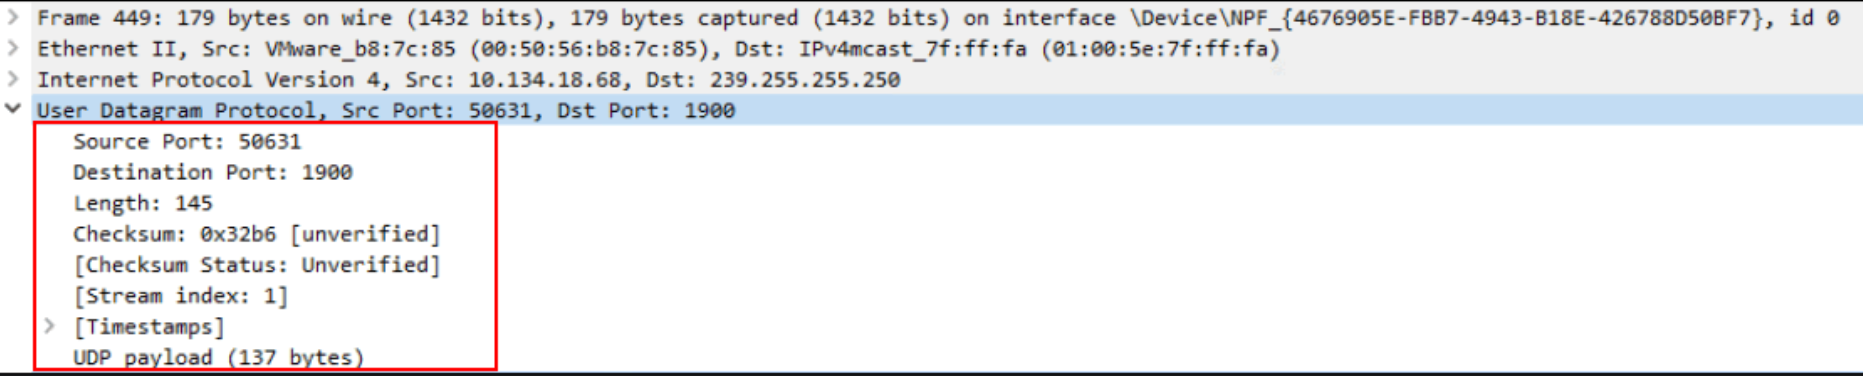 Frame 449: 179 bytes on wire (1432 bits), 179 bytes captured (1432 bits) on interface \Device\NPF_{4676905E-FBB7-4943-B18E-426788D50BF7}, id 0
Ethernet II, Src: VMware_b8:7c:85 (00:50:56:b8:7c:85), Dst: IPv4mcast_7f:ff:fa (01:00:5e:7f:ff:fa)
Internet Protocol Version 4, Src: 10.134.18.68, Dst: 239.255.255.250
User Datagram Protocol, Src Port: 50631, Dst Port: 1900
Source Port: 50631
Destination Port: 1900
Length: 145
Checksum: 0x32b6 [unverified]
[Checksum Status: Unverified]
[Stream index: 1]
[Timestamps]
UDP payload (137 bytes)